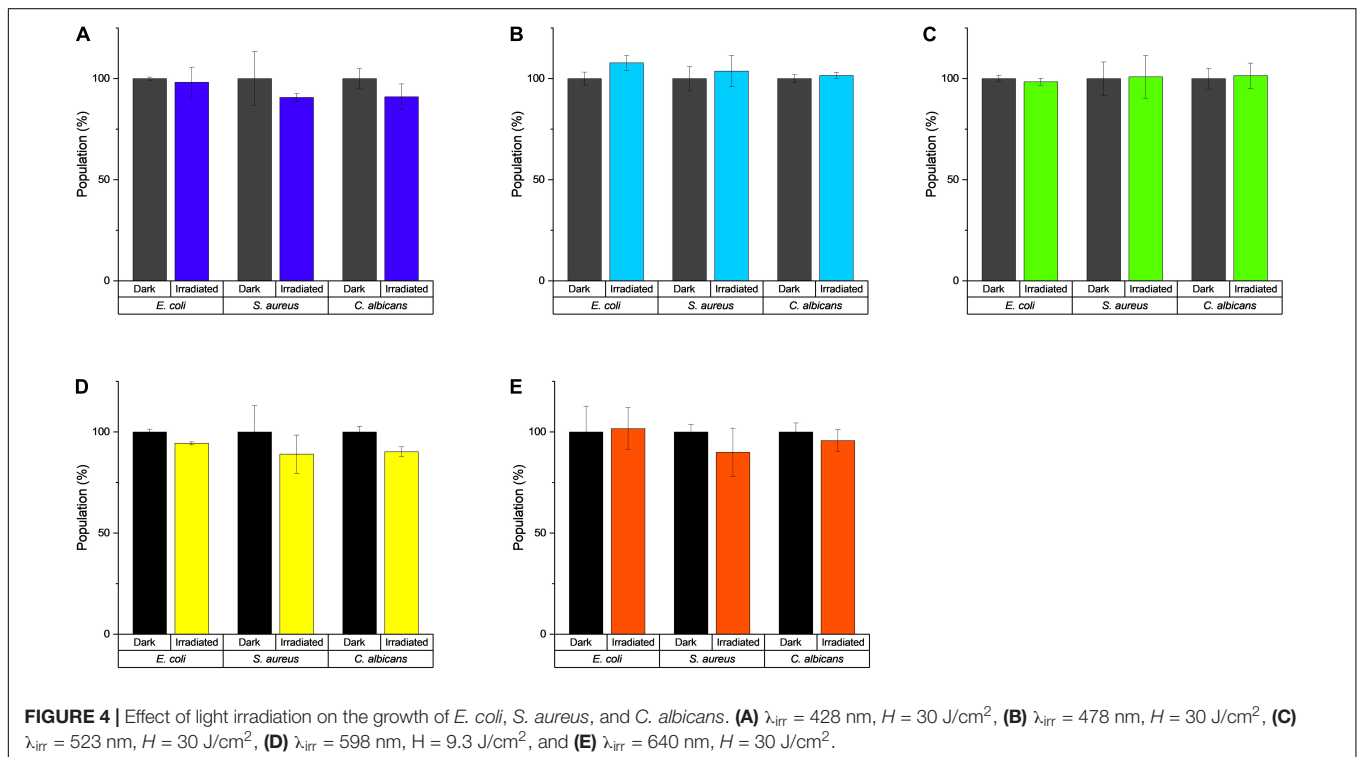 A
Population (%)
100
50
0
Dark Irradiated Dark Irradiated Dark Irradiated
E. coli S. aureus C. albicans
B
Population (%)
100
50
0
Dark Irradiated Dark Irradiated Dark Irradiated
E. coli S. aureus C. albicans
C
Population (%)
100
50
0
Dark Irradiated Dark Irradiated Dark Irradiated
E. coli S. aureus C. albicans
D
Population (%)
100
50
0
Dark Irradiated Dark Irradiated Dark Irradiated
E. coli S. aureus C. albicans
E
Population (%)
100
50
0
Dark Irradiated Dark Irradiated Dark Irradiated
E. coli S. aureus C. albicans
FIGURE 4 | Effect of light irradiation on the growth of E. coli, S. aureus, and C. albicans. (A) λirr = 428 nm, H = 30 J/cm², (B) λirr = 478 nm, H = 30 J/cm², (C)
λirr = 523 nm, H = 30 J/cm², (D) λirr = 598 nm, H = 9.3 J/cm², and (E) λirr = 640 nm, H = 30 J/cm².